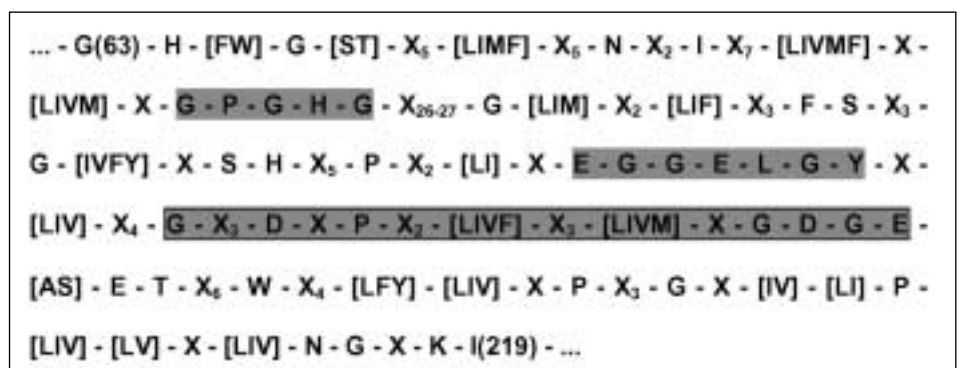 ... - G(63) - H - [FW] - G - [ST] - X₅ - [LIMF] - X₆ - N - X₂ - I - X₇ - [LIVMF] - X -
[LIVM] - X - G - P - G - H - G - X₂₆₋₂₇ - G - [LIM] - X₂ - [LIF] - X₃ - F - S - X₃ -
G - [IVFY] - X - S - H - X₅ - P - X₂ - [LI] - X - E - G - G - E - L - G - Y - X -
[LIV] - X₄ - G - X₃ - D - X - P - X₂ - [LIVF] - X₃ - [LIVM] - X - G - D - G - E -
[AS] - E - T - X₆ - W - X₄ - [LFY] - [LIV] - X - P - X₃ - G - X - [IV] - [LI] - P -
[LIV] - [LV] - X - [LIV] - N - G - X - K - I(219) - ...